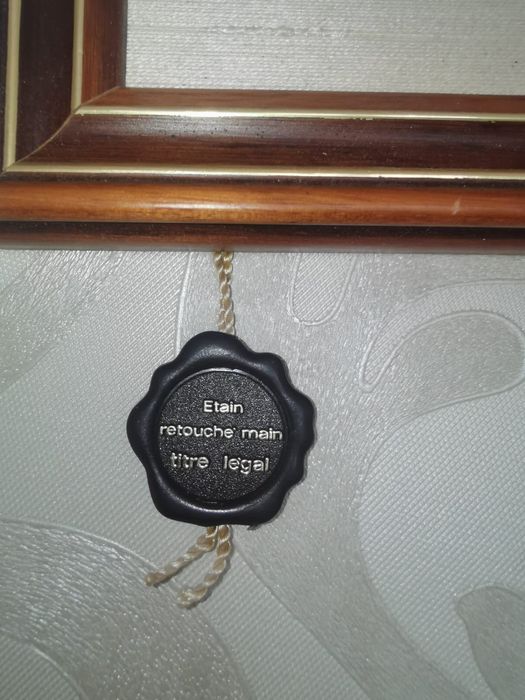 Etain
retouché main
titre légal